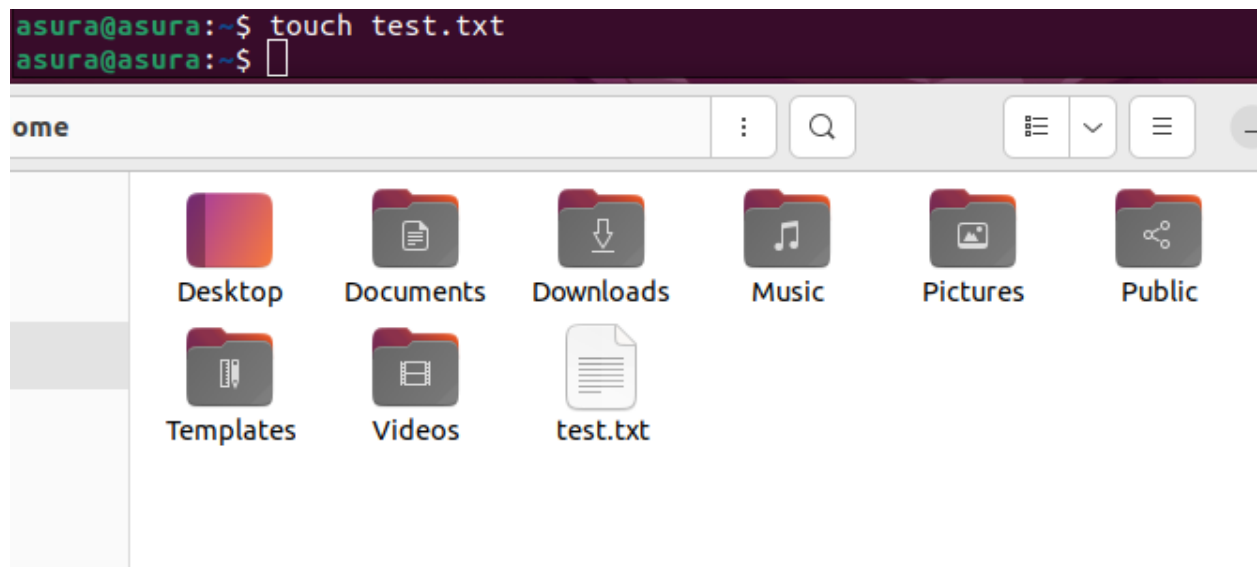 asura@asura:~$ touch test.txt
asura@asura:~$
ome
Desktop Documents Downloads Music Pictures Public
Templates Videos test.txt